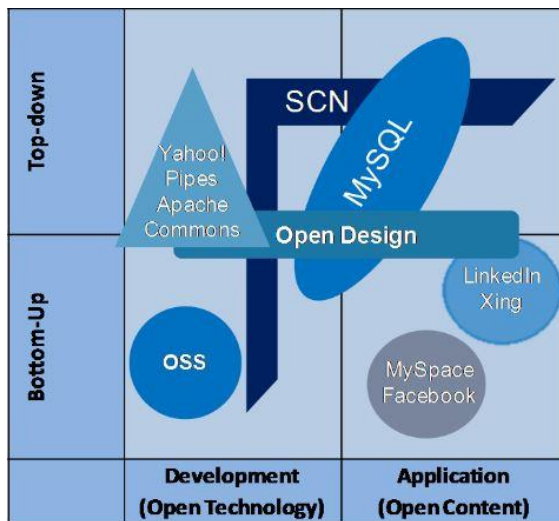 Top-down
SCN
MySQL
Yahoo!
Pipes
Apache
Commons
Open Design
Bottom-Up
LinkedIn
Xing
OSS
MySpace
Facebook
Development
(Open Technology)
Application
(Open Content)